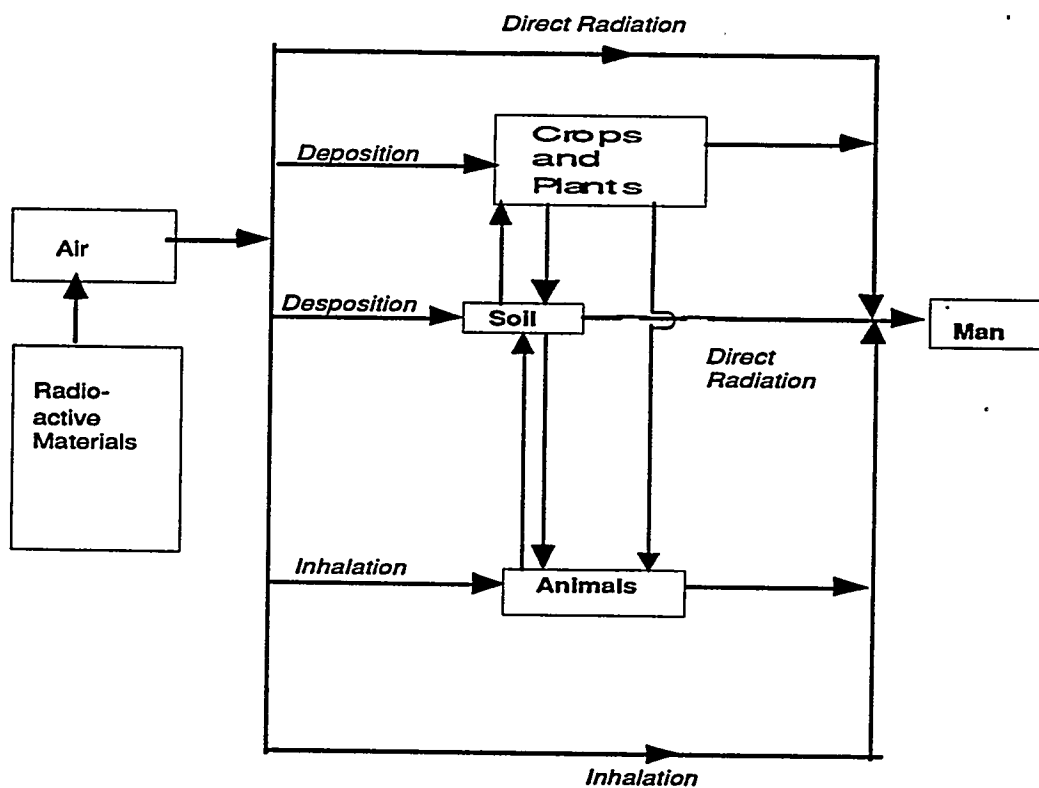 Direct Radiation
Crops
and
Plants
Deposition
Air
Desposition
Soil
Man
Direct
Radiation
Radio-
active
Materials
Inhalation
Animals
Inhalation